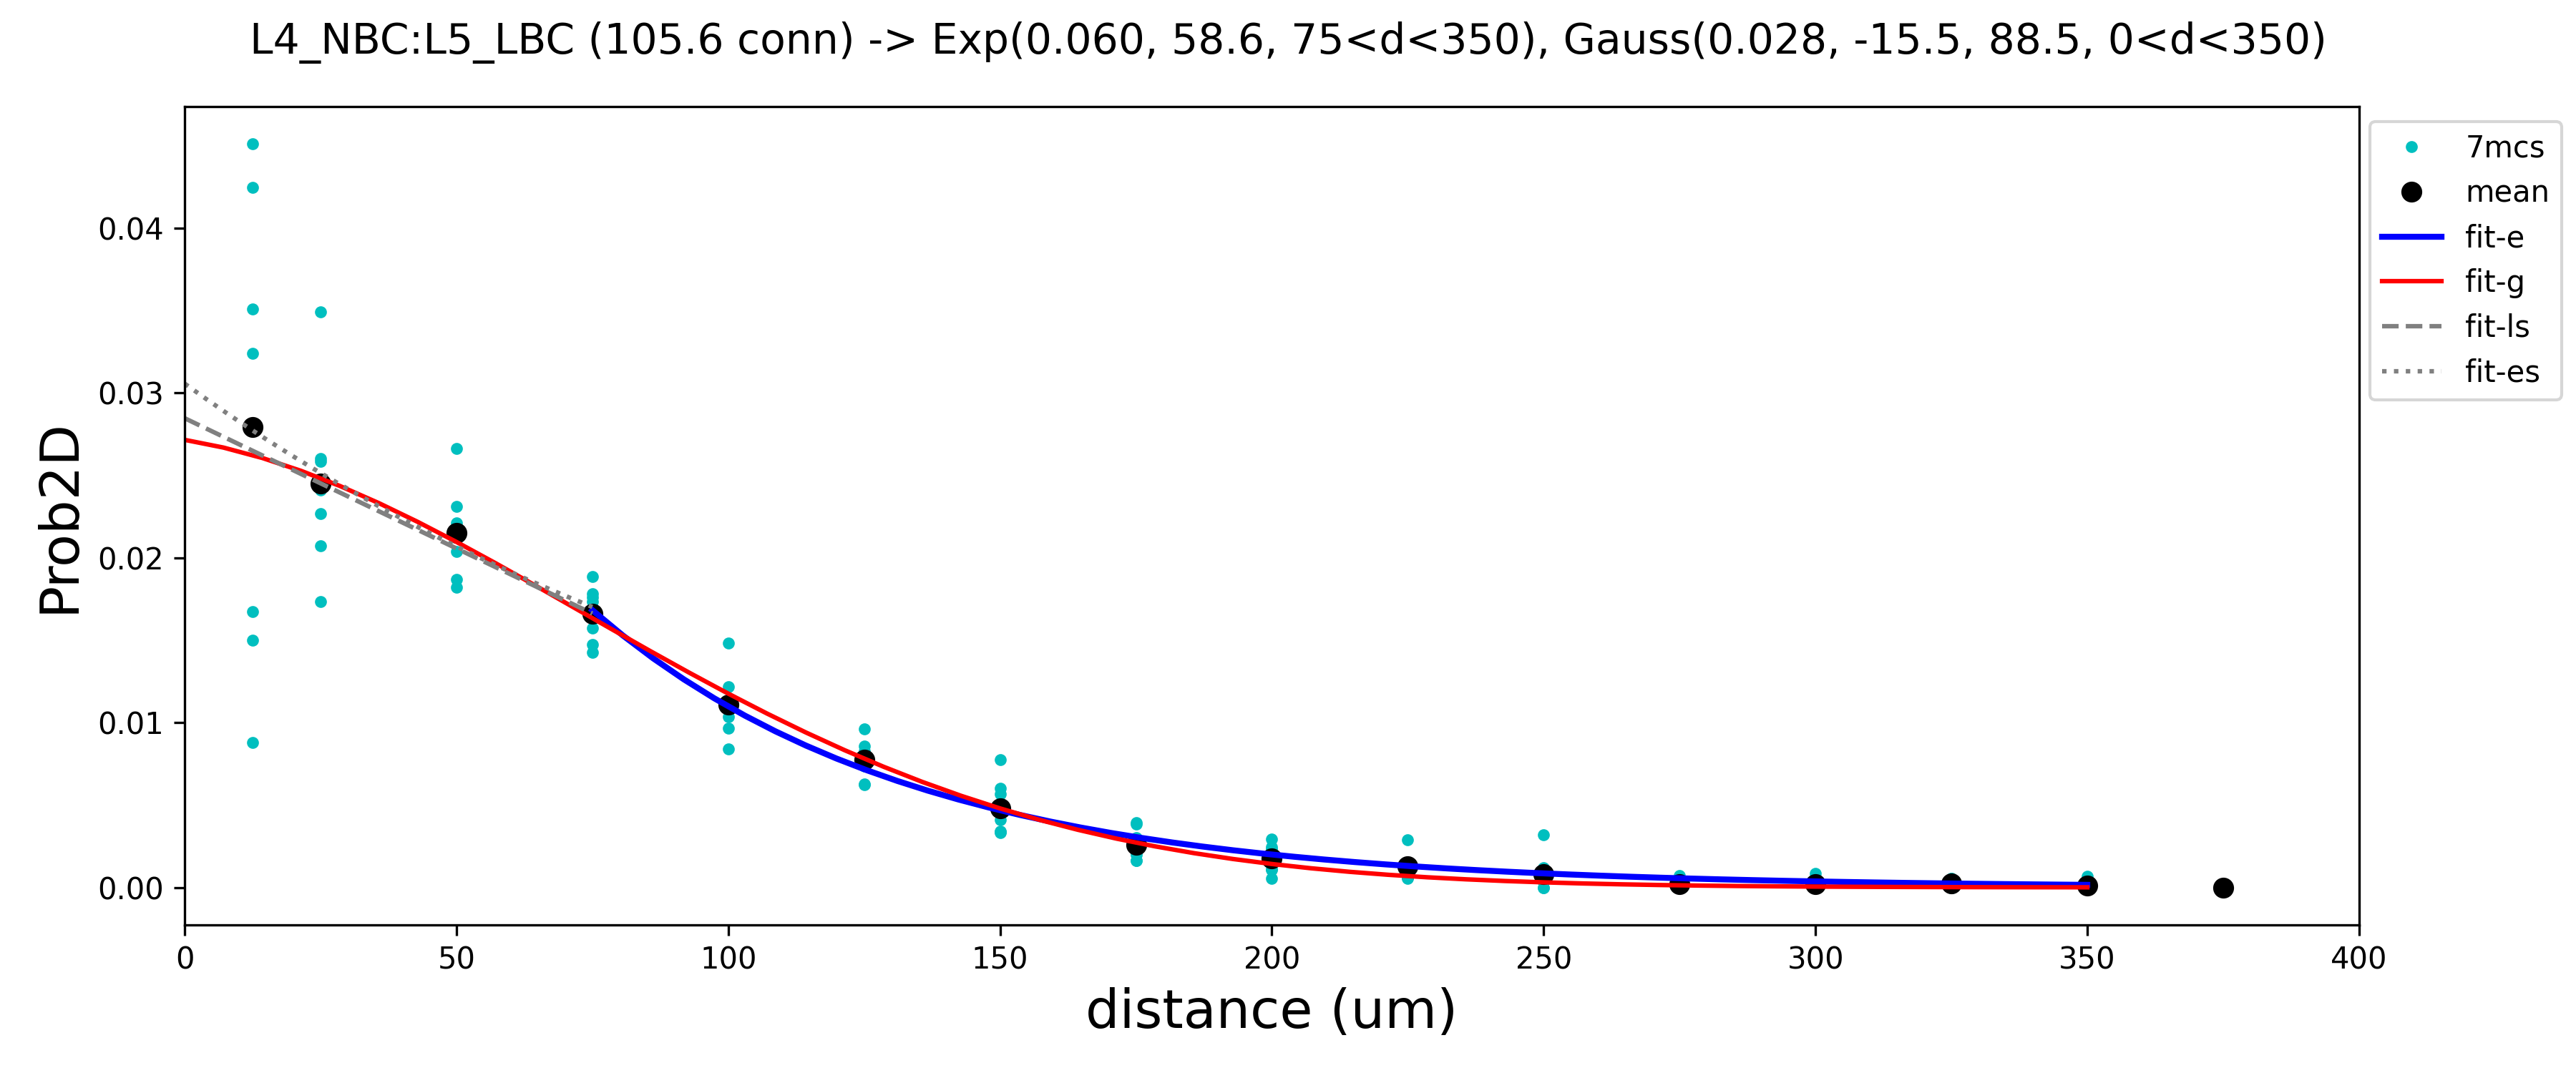 L4_NBC:L5_LBC (105.6 conn) -> Exp(0.060, 58.6, 75<d<350), Gauss(0.028, -15.5, 88.5, 0<d<350)
7mcs
mean
fit-e
fit-g
fit-ls
fit-es
Prob2D
0.04
0.03
0.02
0.01
0.00
0 50 100 150 200 250 300 350 400
distance (um)